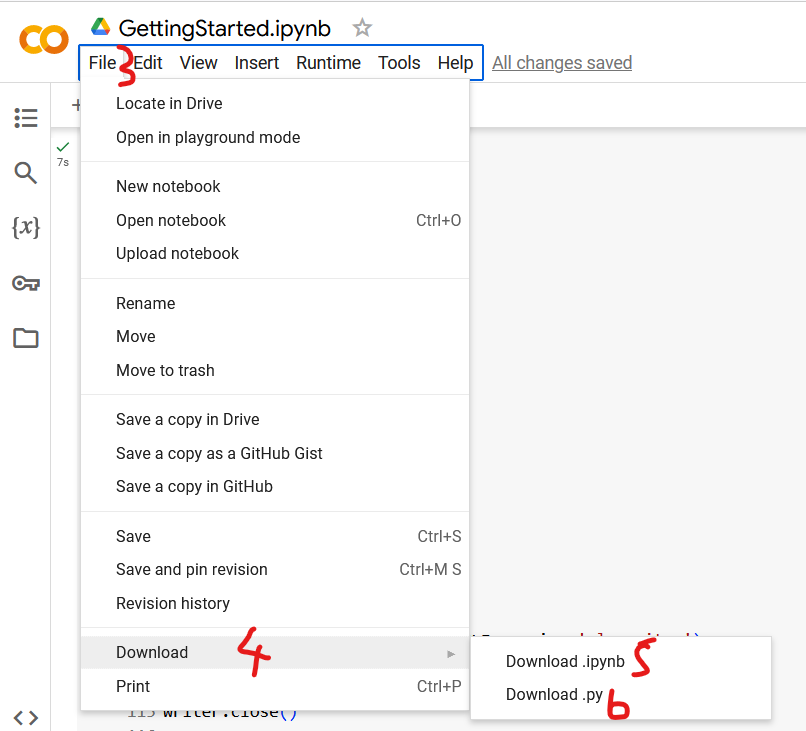 GettingStarted.ipynb
File 3 Edit View Insert Runtime Tools Help All changes saved
+
Locate in Drive
7s
Open in playground mode
New notebook
Open notebook Ctrl+O
{x}
Upload notebook
Rename
Move
Move to trash
Save a copy in Drive
Save a copy as a GitHub Gist
Save a copy in GitHub
Save Ctrl+S
Save and pin revision Ctrl+M S
Revision history
Download 4
Download .ipynb 5
Print Ctrl+P
Download .py 6
<> 115 writer.close()